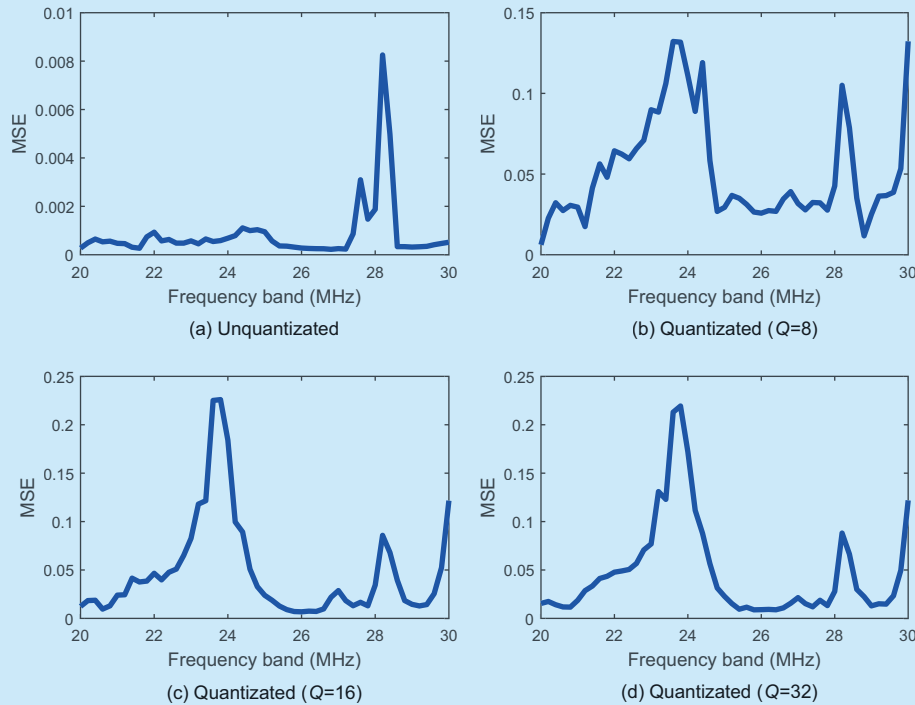 0.01
0.008
0.006
0.004
0.002
0
MSE
20 22 24 26 28 30
Frequency band (MHz)
(a) Unquantizated
0.15
0.1
0.05
0
MSE
20 22 24 26 28 30
Frequency band (MHz)
(b) Quantizated (Q=8)
0.25
0.2
0.15
0.1
0.05
0
MSE
20 22 24 26 28 30
Frequency band (MHz)
(c) Quantizated (Q=16)
0.25
0.2
0.15
0.1
0.05
0
MSE
20 22 24 26 28 30
Frequency band (MHz)
(d) Quantizated (Q=32)